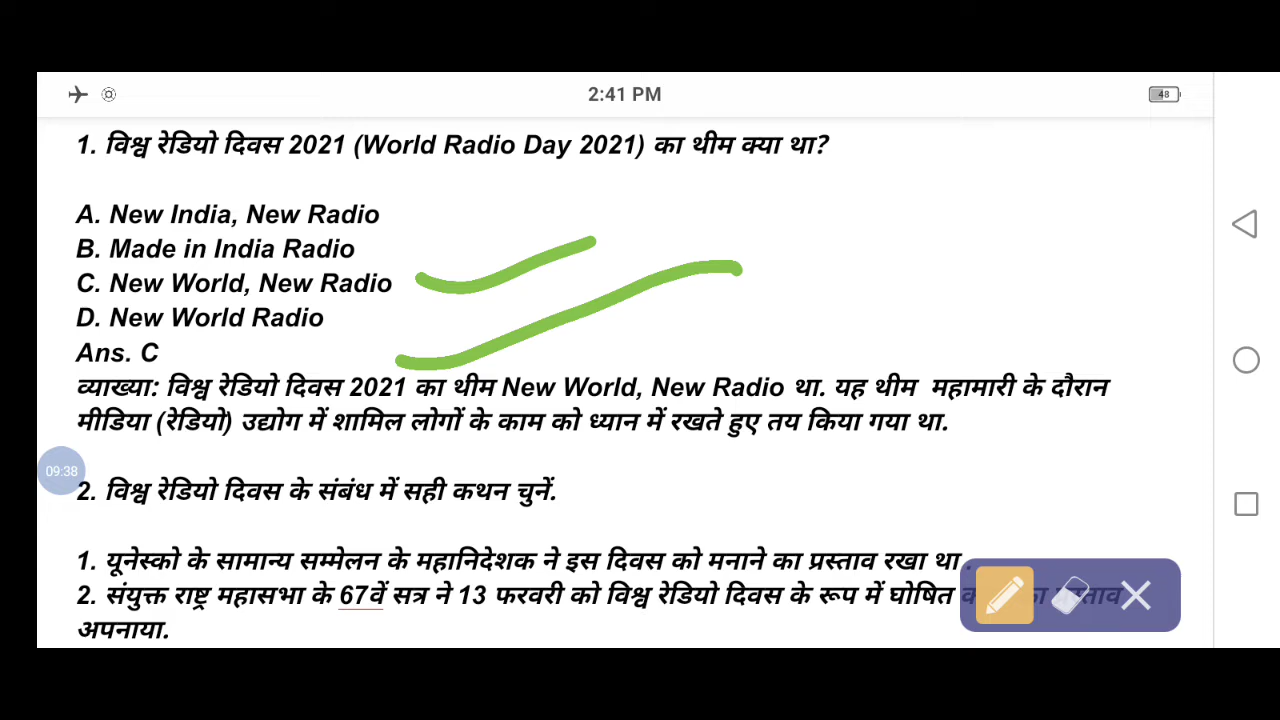 2:41 PM
48
1. विश्व रेडियो दिवस 2021 (World Radio Day 2021) का थीम क्या था?
A. New India, New Radio
B. Made in India Radio
C. New World, New Radio
D. New World Radio
Ans. C
व्याख्या: विश्व रेडियो दिवस 2021 का थीम New World, New Radio था. यह थीम महामारी के दौरान
मीडिया (रेडियो) उद्योग में शामिल लोगों के काम को ध्यान में रखते हुए तय किया गया था.
09:38
2. विश्व रेडियो दिवस के संबंध में सही कथन चुनें.
1. यूनेस्को के सामान्य सम्मेलन के महानिदेशक ने इस दिवस को मनाने का प्रस्ताव रखा था.
2. संयुक्त राष्ट्र महासभा के 67वें सत्र ने 13 फरवरी को विश्व रेडियो दिवस के रूप में घोषित
अपनाया.